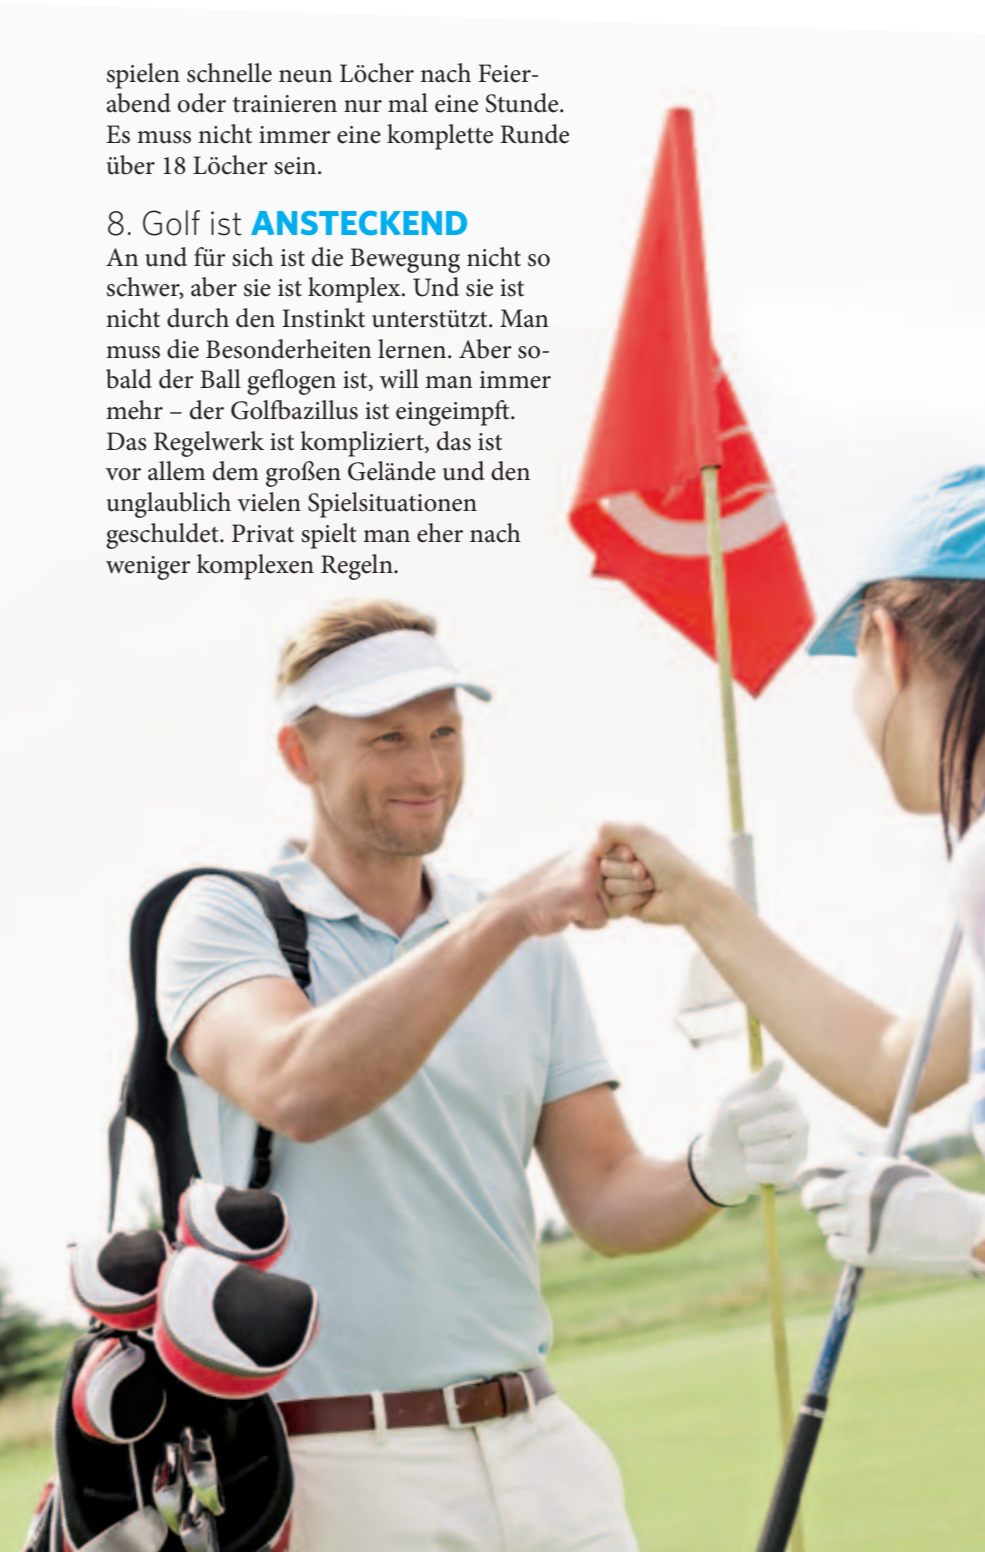 spielen schnelle neun Löcher nach Feier-
abend oder trainieren nur mal eine Stunde.
Es muss nicht immer eine komplette Runde
über 18 Löcher sein.
8. Golf ist ANSTECKEND
An und für sich ist die Bewegung nicht so
schwer, aber sie ist komplex. Und sie ist
nicht durch den Instinkt unterstützt. Man
muss die Besonderheiten lernen. Aber so-
bald der Ball geflogen ist, will man immer
mehr – der Golfbazillus ist eingeimpft.
Das Regelwerk ist kompliziert, das ist
vor allem dem großen Gelände und den
unglaublich vielen Spielsituationen
geschuldet. Privat spielt man eher nach
weniger komplexen Regeln.